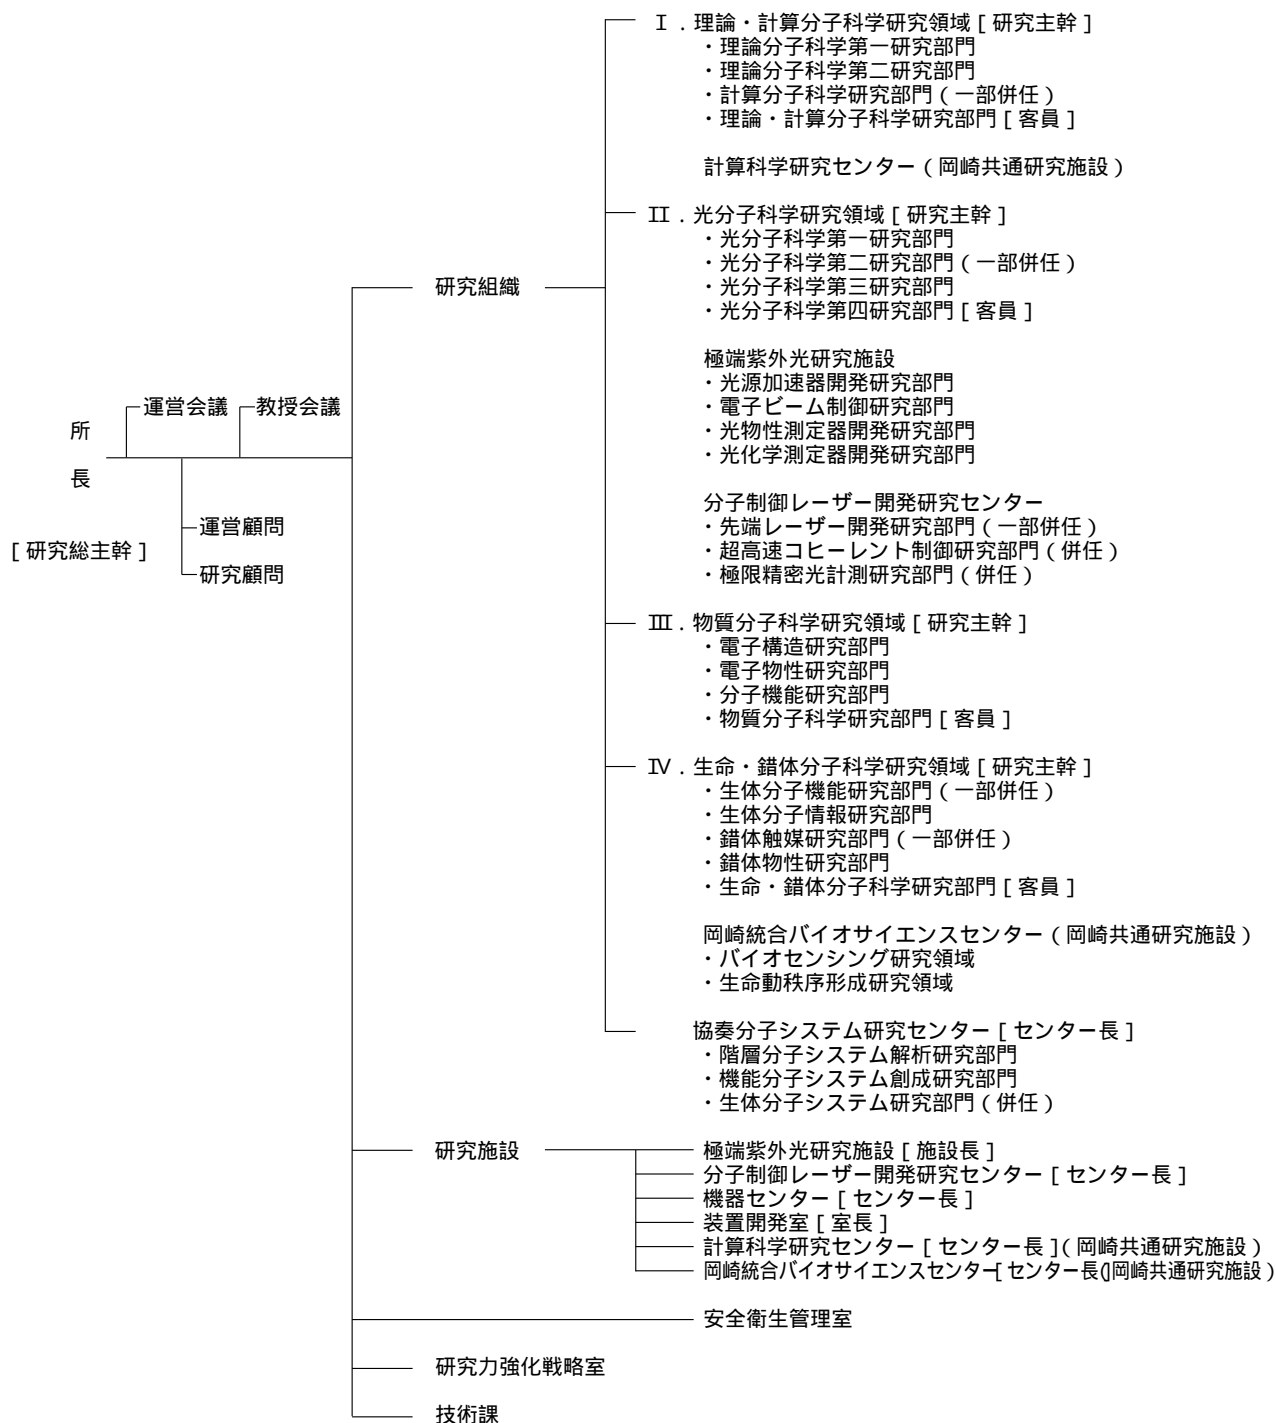 所
長
[研究総主幹]
運営会議
教授会議
運営顧問
研究顧問
研究組織
Ⅰ．理論・計算分子科学研究領域[研究主幹]
・理論分子科学第一研究部門
・理論分子科学第二研究部門
・計算分子科学研究部門(一部併任)
・理論・計算分子科学研究部門[客員]
計算科学研究センター(岡崎共通研究施設)
Ⅱ．光分子科学研究領域[研究主幹]
・光分子科学第一研究部門
・光分子科学第二研究部門(一部併任)
・光分子科学第三研究部門
・光分子科学第四研究部門[客員]
極端紫外光研究施設
・光源加速器開発研究部門
・電子ビーム制御研究部門
・光物性測定器開発研究部門
・光化学測定器開発研究部門
分子制御レーザー開発研究センター
・先端レーザー開発研究部門(一部併任)
・超高速コヒーレント制御研究部門(併任)
・極限精密光計測研究部門(併任)
Ⅲ．物質分子科学研究領域[研究主幹]
・電子構造研究部門
・電子物性研究部門
・分子機能研究部門
・物質分子科学研究部門[客員]
Ⅳ．生命・錯体分子科学研究領域[研究主幹]
・生体分子機能研究部門(一部併任)
・生体分子情報研究部門
・錯体触媒研究部門(一部併任)
・錯体物性研究部門
・生命・錯体分子科学研究部門[客員]
岡崎統合バイオサイエンスセンター(岡崎共通研究施設)
・バイオセンシング研究領域
・生命動秩序形成研究領域
協奏分子システム研究センター[センター長]
・階層分子システム解析研究部門
・機能分子システム創成研究部門
・生体分子システム研究部門(併任)
研究施設
極端紫外光研究施設[施設長]
分子制御レーザー開発研究センター[センター長]
機器センター[センター長]
装置開発室[室長]
計算科学研究センター[センター長](岡崎共通研究施設)
岡崎統合バイオサイエンスセンター[センター長](岡崎共通研究施設)
安全衛生管理室
研究力強化戦略室
技術課